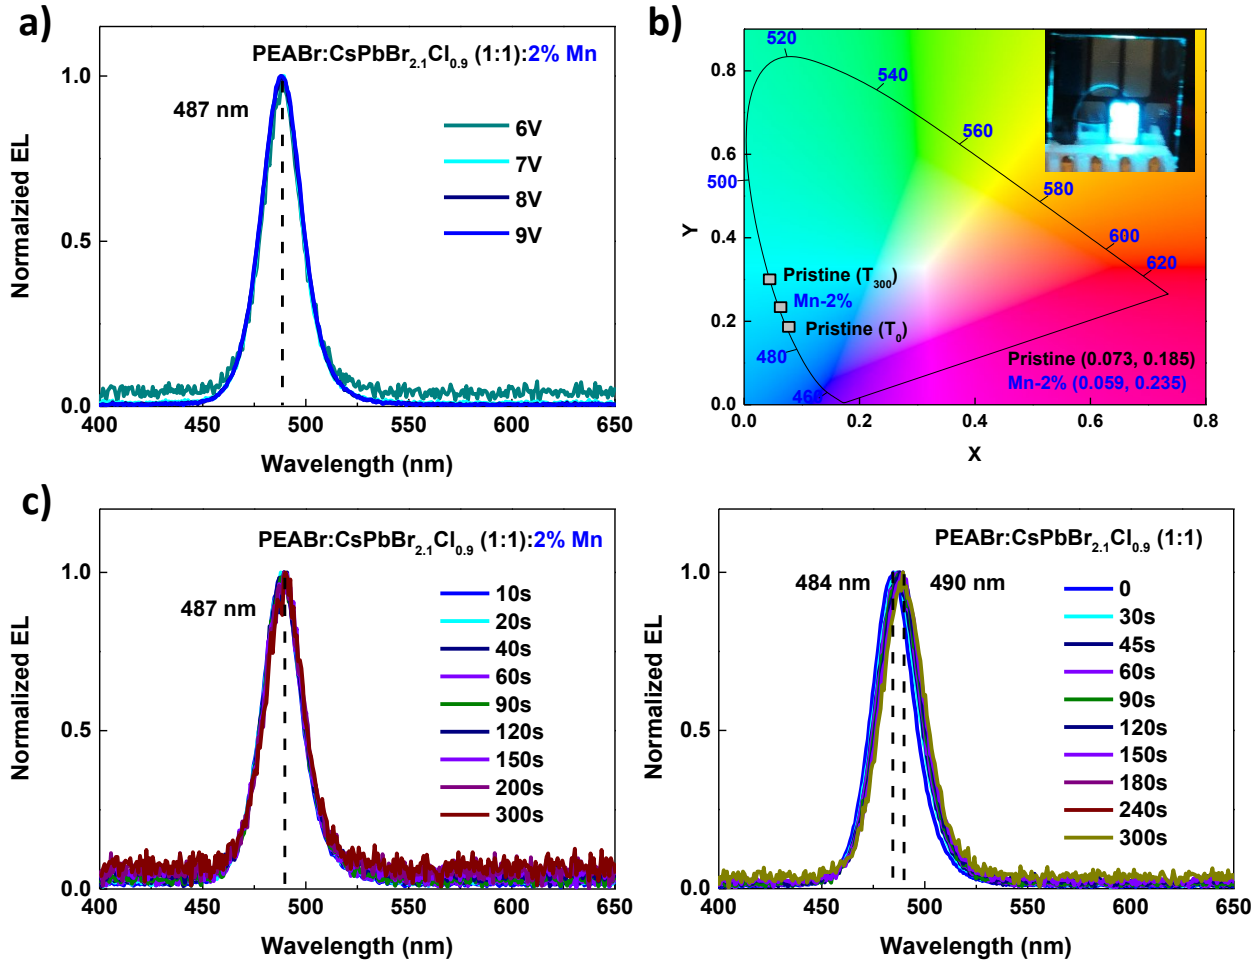 a)
PEABr:CsPbBr2.1Cl0.9 (1:1):2% Mn
487 nm
6V
7V
8V
9V
Normalzied EL
1.0
0.5
0.0
400 450 500 550 600 650
Wavelength (nm)
b)
520
540
560
580
600
620
500
480
460
Pristine (T300)
Mn-2%
Pristine (T0)
Pristine (0.073, 0.185)
Mn-2% (0.059, 0.235)
Y
0.8
0.6
0.4
0.2
0.0
0.0 0.2 0.4 0.6 0.8
X
c)
PEABr:CsPbBr2.1Cl0.9 (1:1):2% Mn
487 nm
10s
20s
40s
60s
90s
120s
150s
200s
300s
Normalized EL
1.0
0.5
0.0
400 450 500 550 600 650
Wavelength (nm)
PEABr:CsPbBr2.1Cl0.9 (1:1)
484 nm 490 nm
0
30s
45s
60s
90s
120s
150s
180s
240s
300s
Normalized EL
1.0
0.5
0.0
400 450 500 550 600 650
Wavelength (nm)